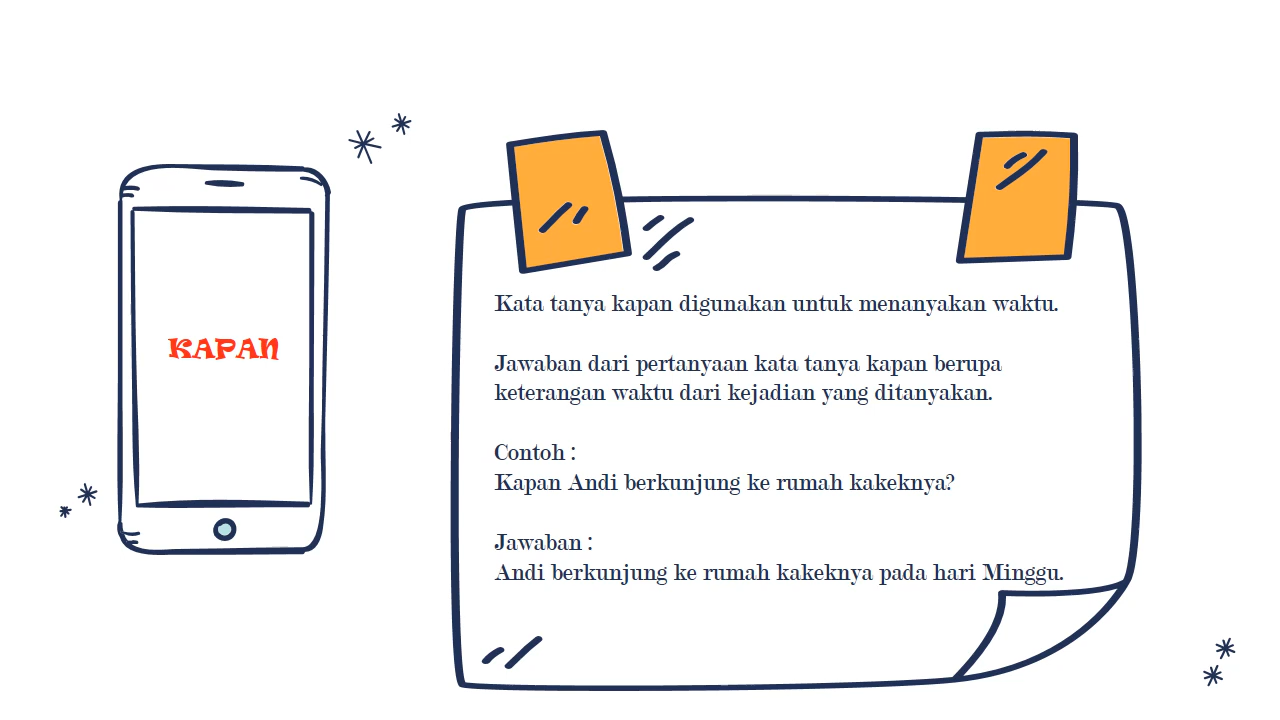 KAPAN
Kata tanya kapan digunakan untuk menanyakan waktu.
Jawaban dari pertanyaan kata tanya kapan berupa
keterangan waktu dari kejadian yang ditanyakan.
Contoh :
Kapan Andi berkunjung ke rumah kakeknya?
Jawaban :
Andi berkunjung ke rumah kakeknya pada hari Minggu.